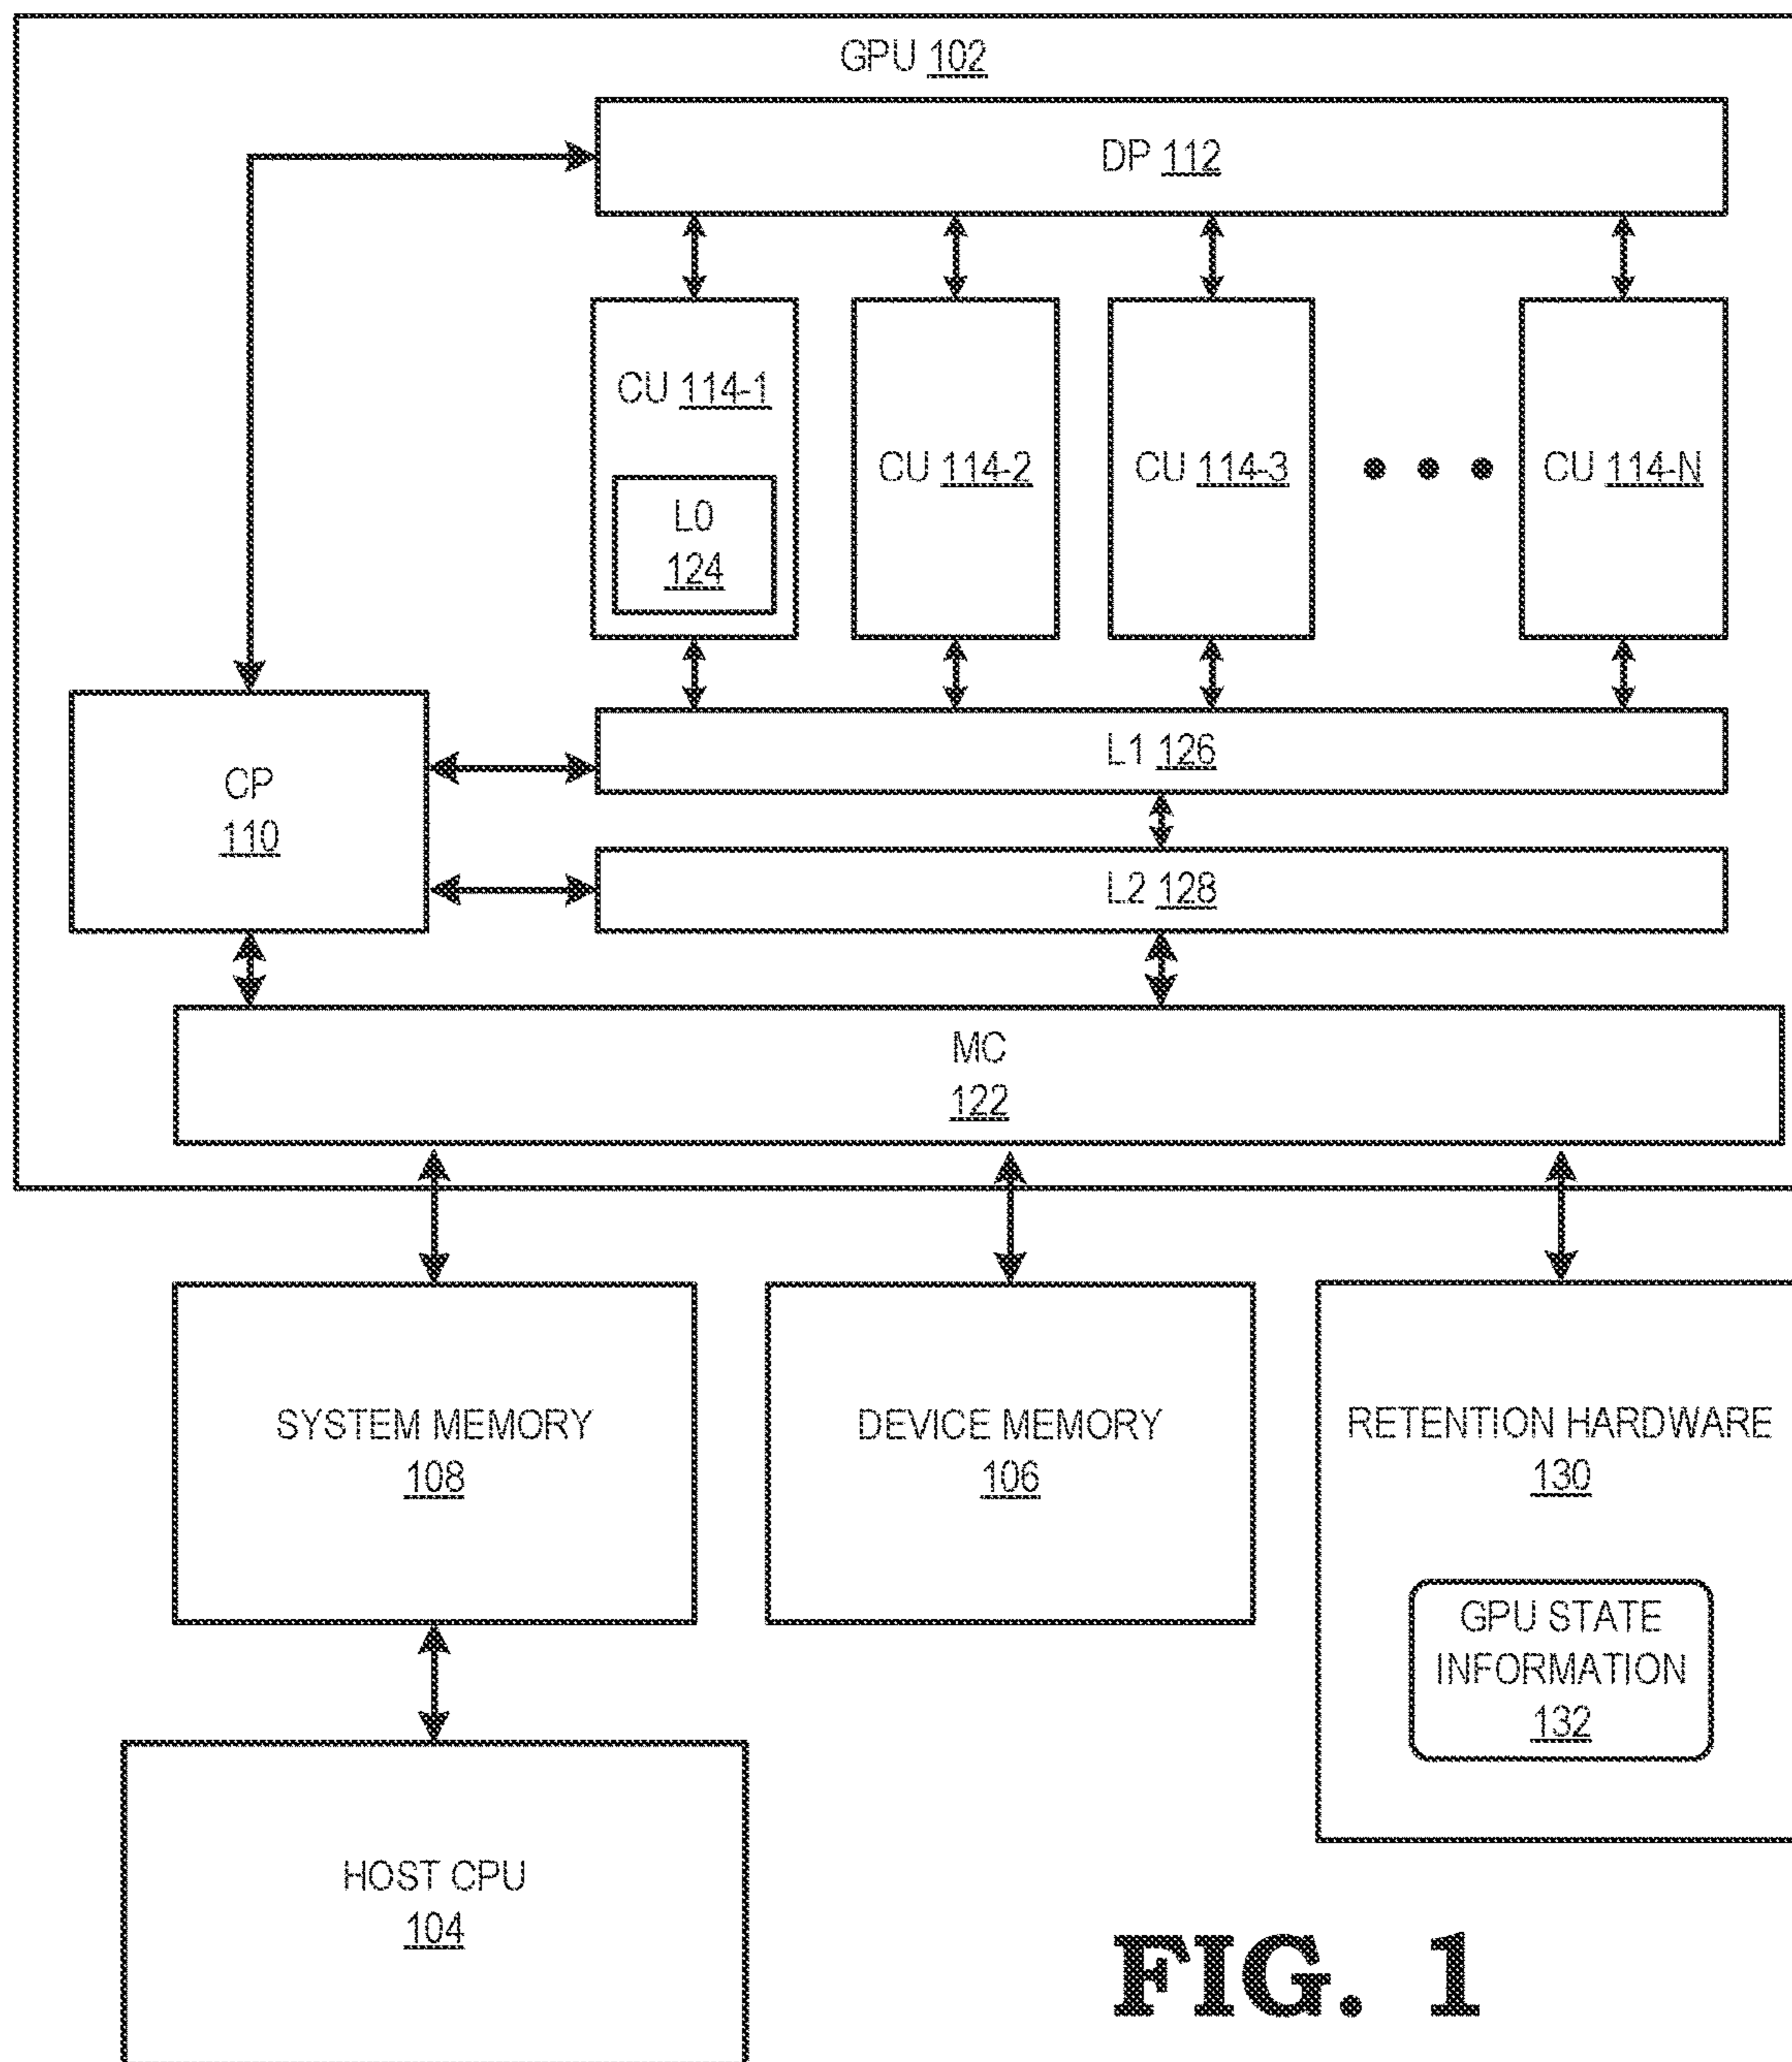 GPU 102
DP 112
CU 114-1
L0
124
CU 114-2
CU 114-3
CU 114-N
CP
110
L1 126
L2 128
MC
122
SYSTEM MEMORY
108
DEVICE MEMORY
106
RETENTION HARDWARE
130
GPU STATE
INFORMATION
132
HOST CPU
104
FIG. 1